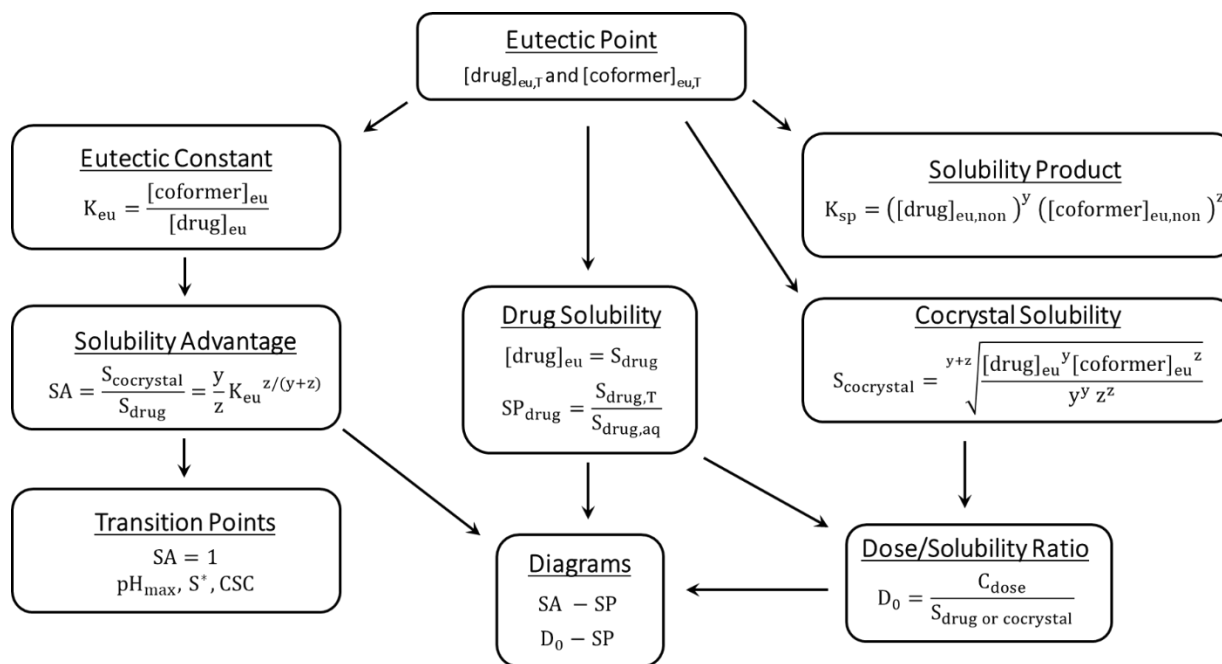 Eutectic Point
[drug]eu,T and [coformer]eu,T
Eutectic Constant
Keu = [coformer]eu / [drug]eu
Solubility Product
Ksp = ([drug]eu,non )^y ([coformer]eu,non )^z
Solubility Advantage
SA = Scocrystal / Sdrug = y/z Keu^z/(y+z)
Drug Solubility
[drug]eu = Sdrug
SPdrug = Sdrug,T / Sdrug,aq
Cocrystal Solubility
Scocrystal = y+z√([drug]eu^y [coformer]eu^z / y^y z^z)
Transition Points
SA = 1
pHmax, S*, CSC
Diagrams
SA − SP
D0 − SP
Dose/Solubility Ratio
D0 = Cdose / Sdrug or cocrystal